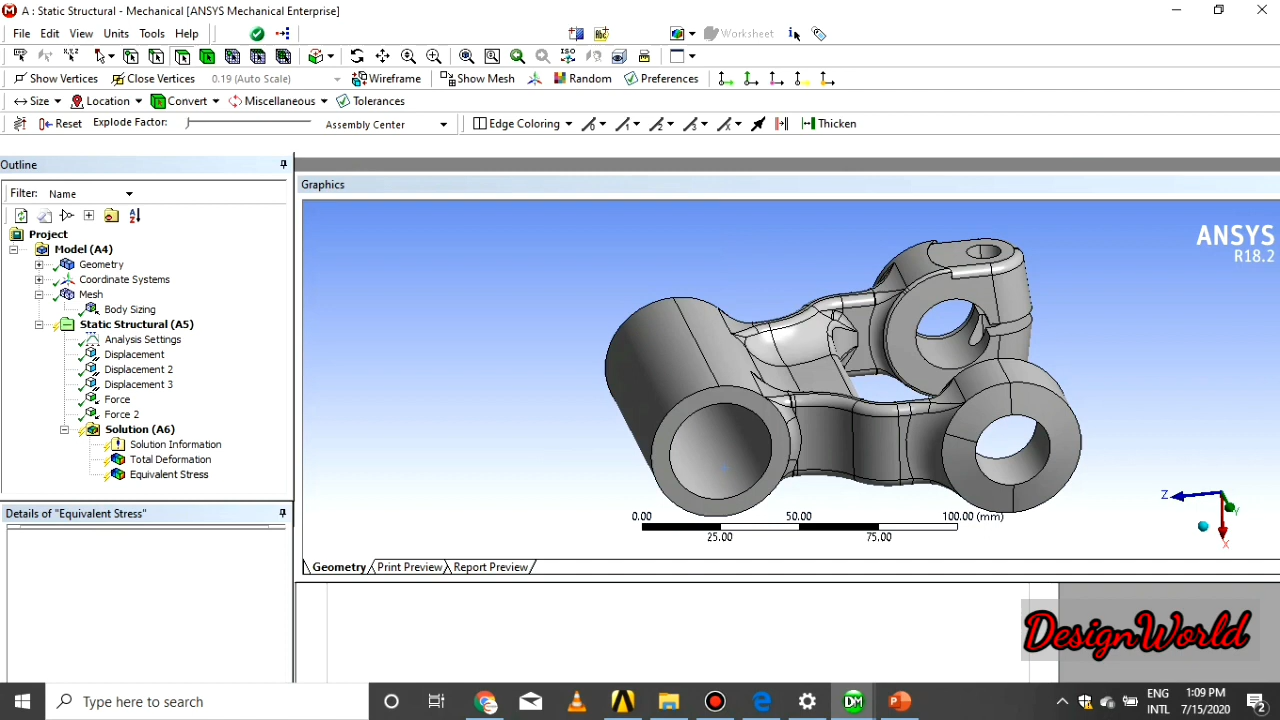 A : Static Structural - Mechanical [ANSYS Mechanical Enterprise]
File Edit View Units Tools Help
Worksheet
Show Vertices Close Vertices 0.19 (Auto Scale) Wireframe Show Mesh Random Preferences
Size Location Convert Miscellaneous Tolerances
Reset Explode Factor: Assembly Center Edge Coloring Thicken
Outline
Filter: Name
Project
Model (A4)
Geometry
Coordinate Systems
Mesh
Body Sizing
Static Structural (A5)
Analysis Settings
Displacement
Displacement 2
Displacement 3
Force
Force 2
Solution (A6)
Solution Information
Total Deformation
Equivalent Stress
Details of "Equivalent Stress"
Graphics
ANSYS
R18.2
0.00 50.00 100.00 (mm)
25.00 75.00
Z
Y
X
Geometry Print Preview Report Preview
DesignWorld
Type here to search
DM
ENG
INTL
1:09 PM
7/15/2020
2